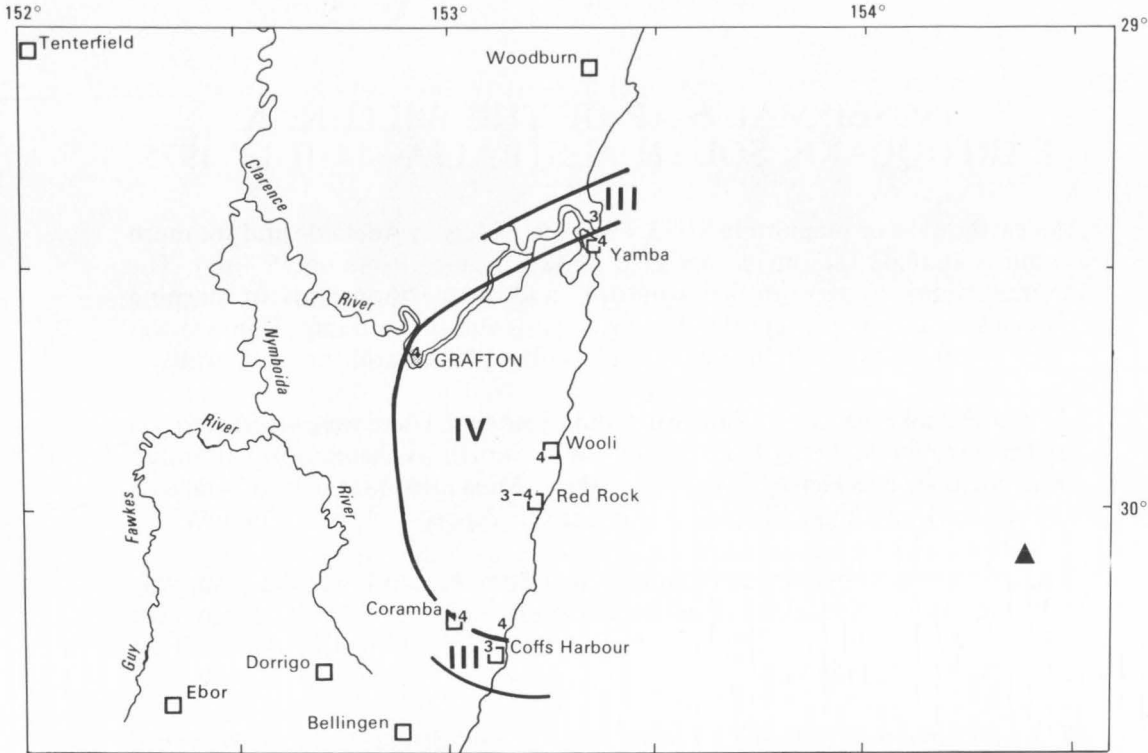 152°
153°
154°
29°
Tenterfield
Woodburn
Clarence
III
3
4
Yamba
River
4
GRAFTON
Nymboida
River
IV
Wooli
4
3-4
Red Rock
30°
Fawkes
River
Coramba
4
4
3
Coffs Harbour
III
Dorrigo
Guy
Ebor
Bellingen